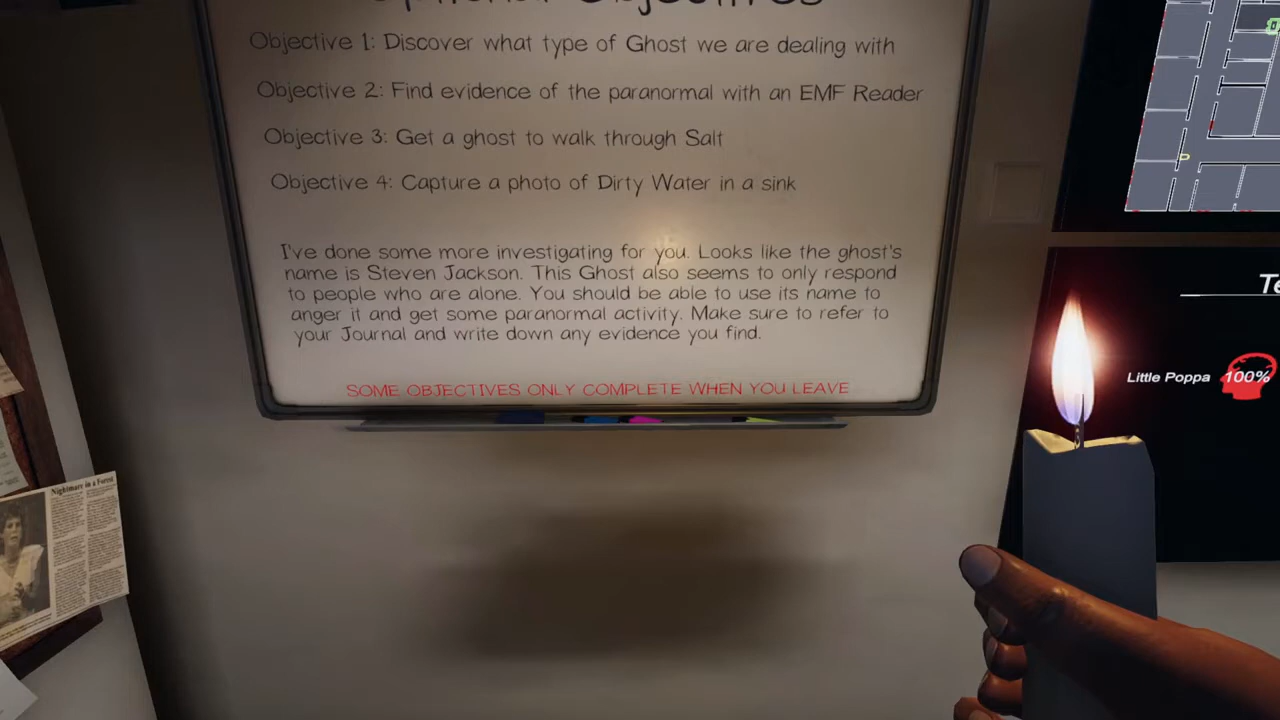 Optional Objectives
Objective 1: Discover what type of Ghost we are dealing with
Objective 2: Find evidence of the paranormal with an EMF Reader
Objective 3: Get a ghost to walk through Salt
Objective 4: Capture a photo of Dirty Water in a sink
I've done some more investigating for you. Looks like the ghost's
name is Steven Jackson. This Ghost also seems to only respond
to people who are alone. You should be able to use its name to
anger it and get some paranormal activity. Make sure to refer to
your Journal and write down any evidence you find.
SOME OBJECTIVES ONLY COMPLETE WHEN YOU LEAVE
Te
Little Poppa 100%
Nightmare in a Forest